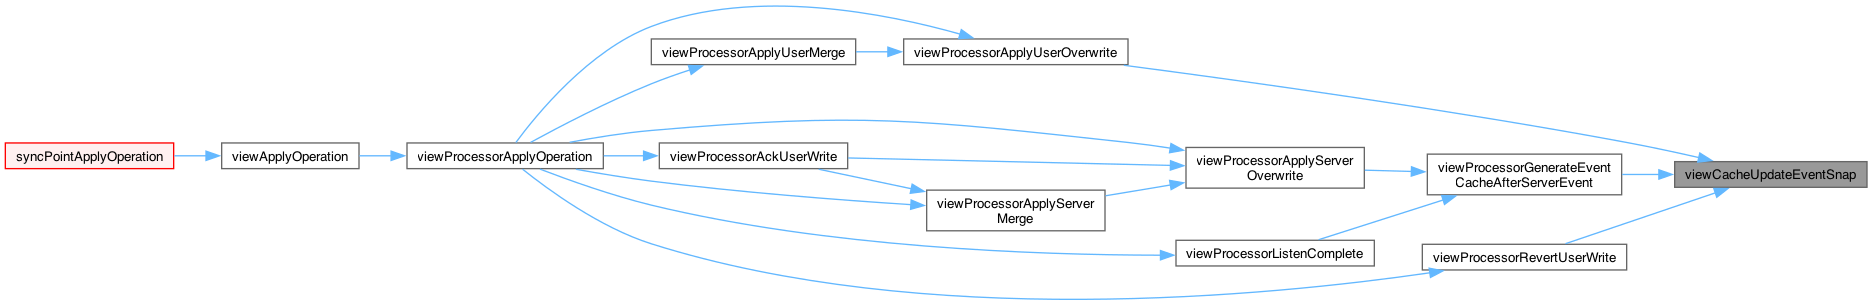 viewProcessorApplyUserMerge
viewProcessorApplyUserOverwrite
syncPointApplyOperation
viewApplyOperation
viewProcessorApplyOperation
viewProcessorAckUserWrite
viewProcessorApplyServer
Overwrite
viewProcessorGenerateEvent
CacheAfterServerEvent
viewCacheUpdateEventSnap
viewProcessorApplyServer
Merge
viewProcessorListenComplete
viewProcessorRevertUserWrite